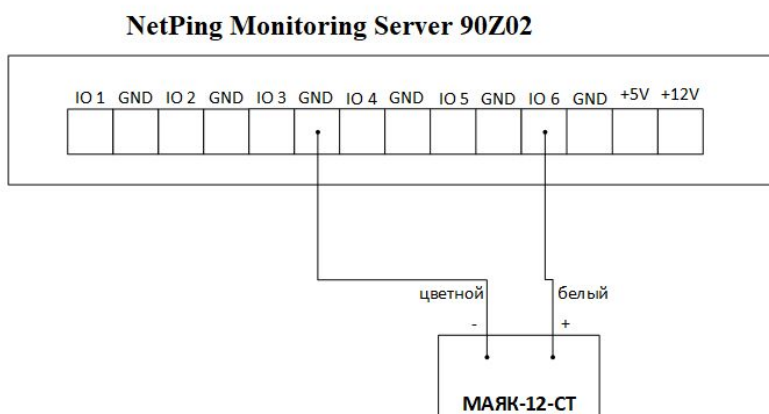 NetPing Monitoring Server 90Z02
IO 1 GND IO 2 GND IO 3 GND IO 4 GND IO 5 GND IO 6 GND +5V +12V
цветной белый
- +
МАЯК-12-СТ